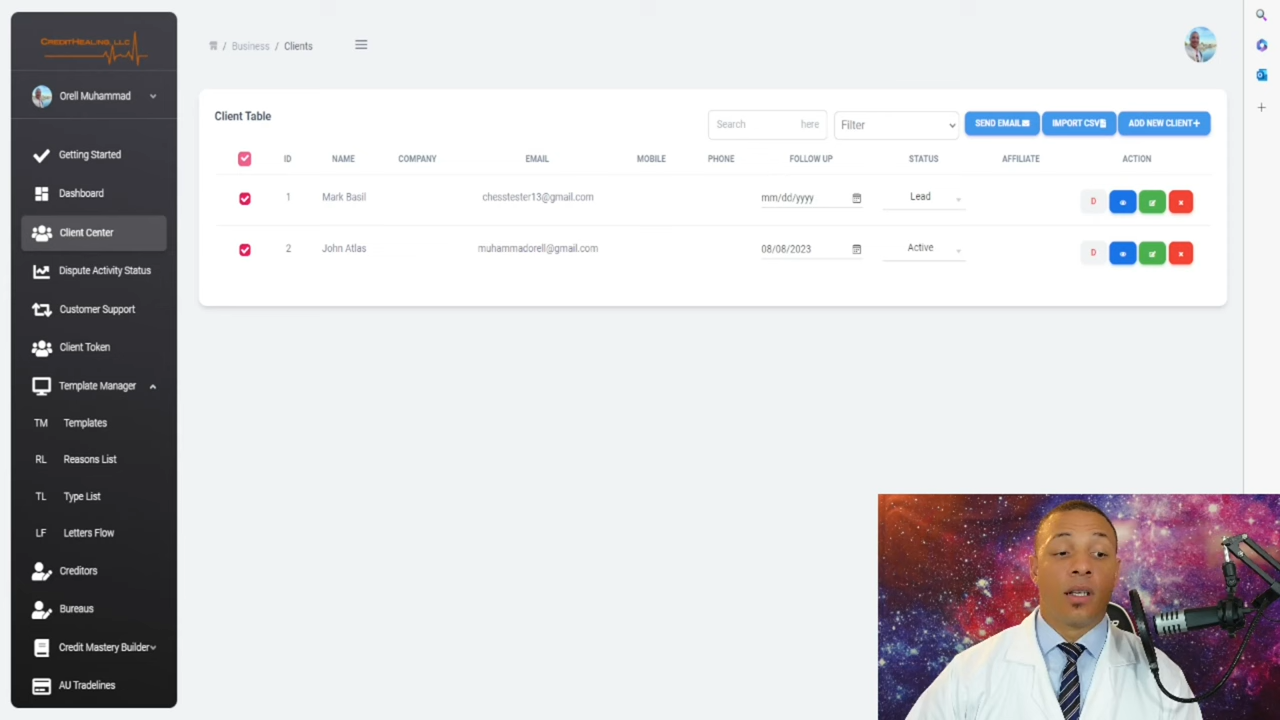 CREDITHEALING, LLC
Orell Muhammad
Getting Started
Dashboard
Client Center
Dispute Activity Status
Customer Support
Client Token
Template Manager
TM Templates
RL Reasons List
TL Type List
LF Letters Flow
Creditors
Bureaus
Credit Mastery Builder
AU Tradelines
/ Business / Clients
Client Table
Search here
Filter
SEND EMAIL
IMPORT CSV
ADD NEW CLIENT+
ID NAME COMPANY EMAIL MOBILE PHONE FOLLOW UP STATUS AFFILIATE ACTION
1 Mark Basil chesstester13@gmail.com mm/dd/yyyy Lead D
2 John Atlas muhammadorell@gmail.com 08/08/2023 Active D